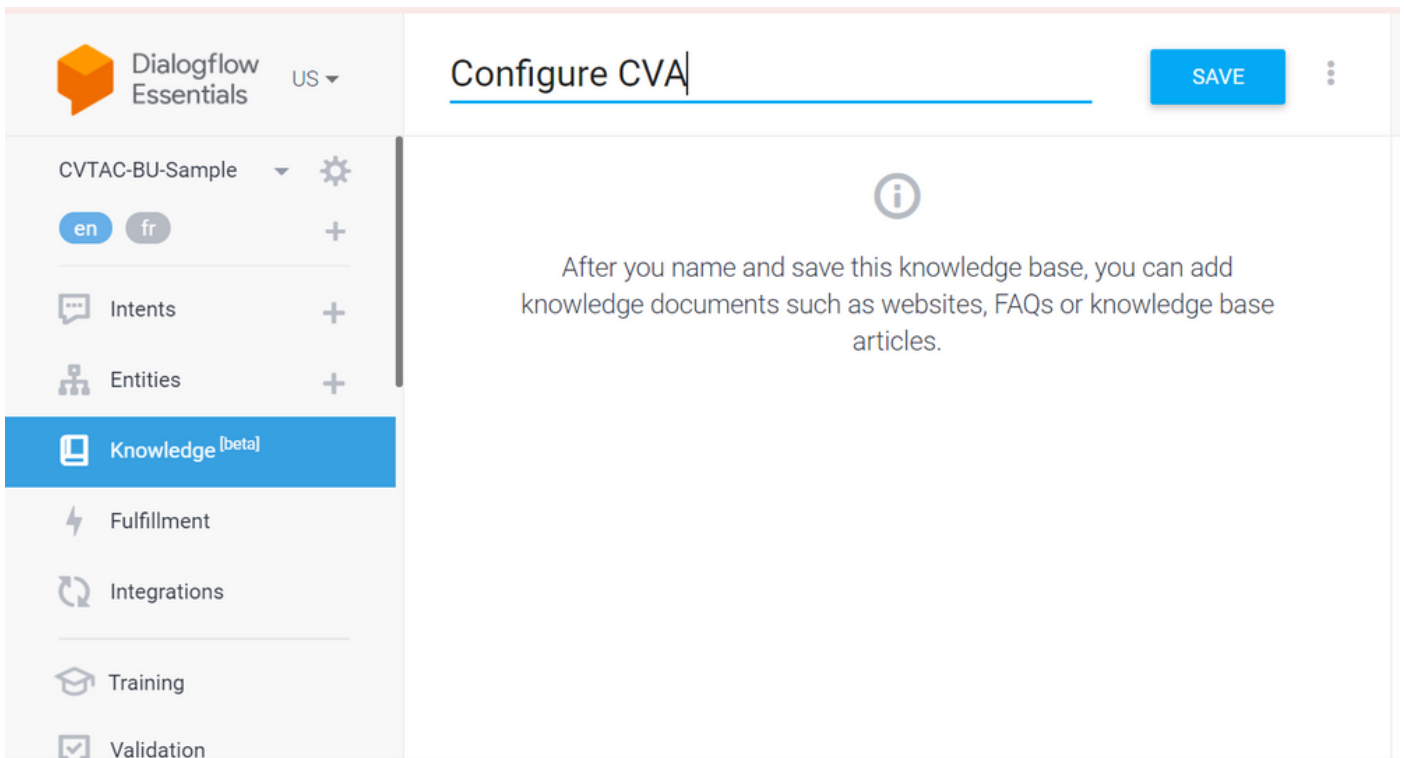 Dialogflow
Essentials
US
Configure CVA
SAVE
CVTAC-BU-Sample
en
fr
After you name and save this knowledge base, you can add
knowledge documents such as websites, FAQs or knowledge base
articles.
Intents
Entities
Knowledge [beta]
Fulfillment
Integrations
Training
Validation